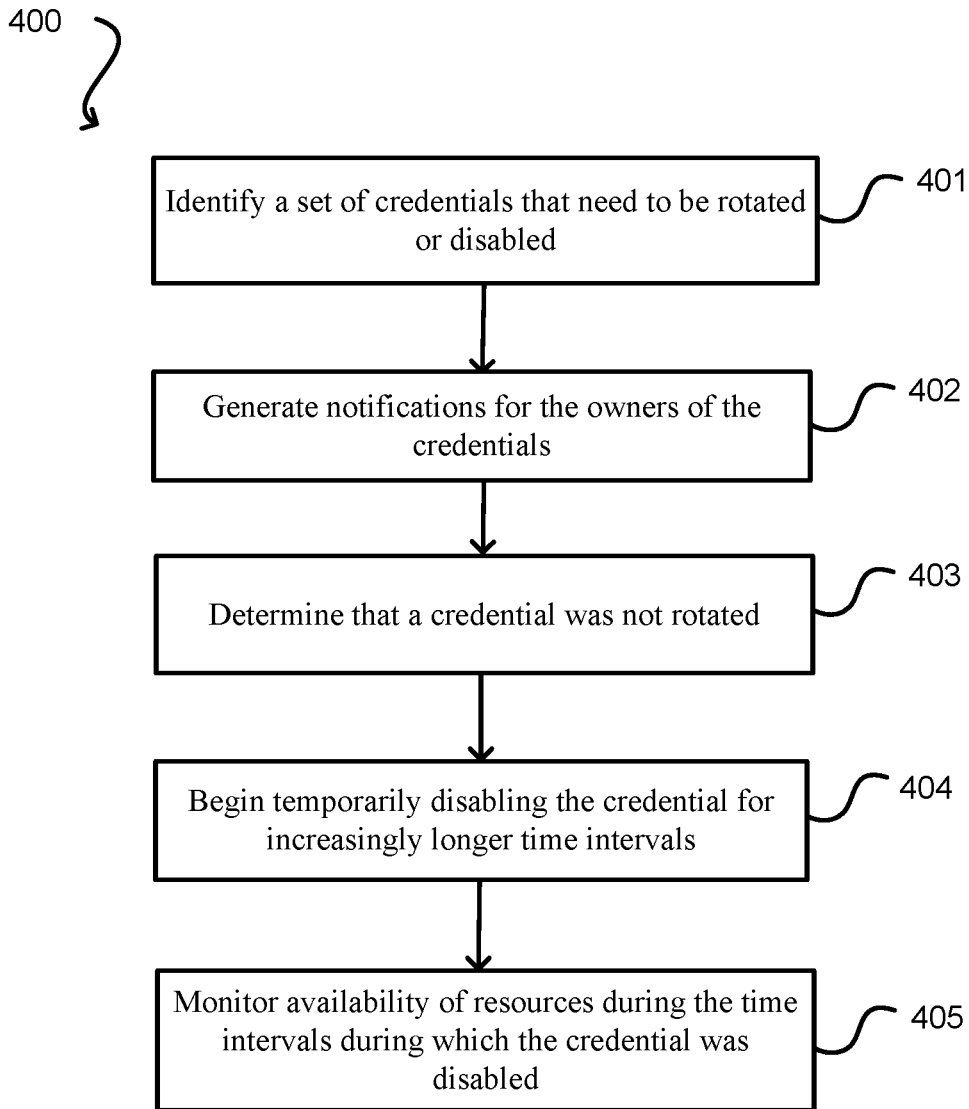 400
Identify a set of credentials that need to be rotated
or disabled
401
Generate notifications for the owners of the
credentials
402
Determine that a credential was not rotated
403
Begin temporarily disabling the credential for
increasingly longer time intervals
404
Monitor availability of resources during the time
intervals during which the credential was
disabled
405